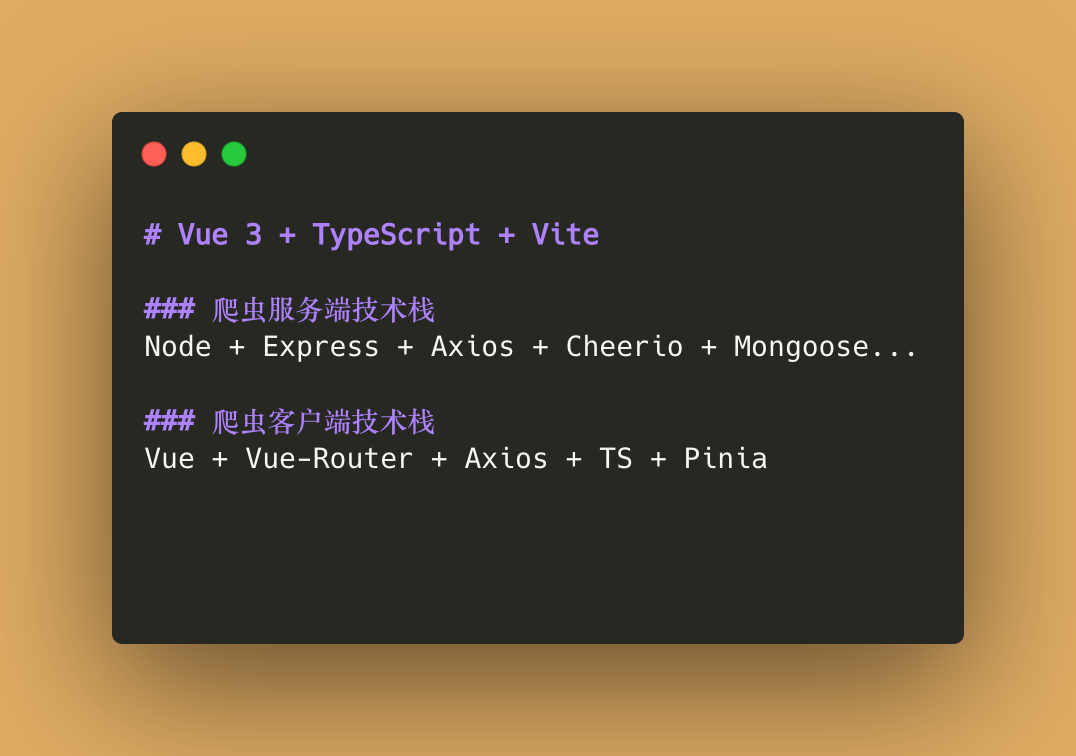 # Vue 3 + TypeScript + Vite
### 爬虫服务端技术栈
Node + Express + Axios + Cheerio + Mongoose...
### 爬虫客户端技术栈
Vue + Vue-Router + Axios + TS + Pinia